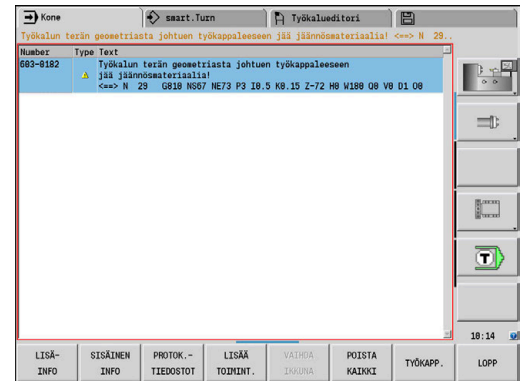 Kone
smart.Turn
Työkalueditori
Työkalun terän geometriasta johtuen työkappaleeseen jää jäännösmateriaalia! <==> N 29..
Number Type Text
603-0182 Työkalun terän geometriasta johtuen työkappaleeseen
jää jäännösmateriaalia!
<==> N 29 G810 NS67 NE73 P3 I0.5 K0.15 Z-72 H0 W180 Q0 V0 D1 O0
T
10:14
LISÄ-
INFO
SISÄINEN
INFO
PROTOK.-
TIEDOSTOT
LISÄÄ
TOIMINT.
VAIHDA
IKKUNA
POISTA
KAIKKI
TYÖKAPP.
LOPP